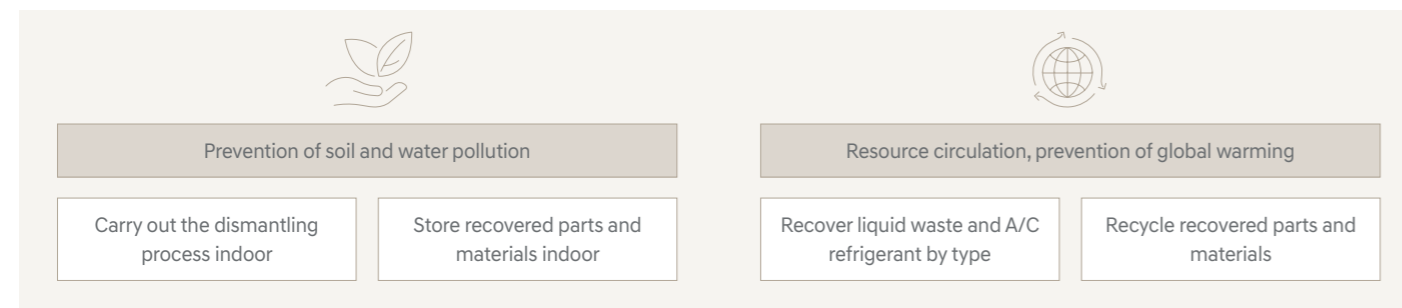 Prevention of soil and water pollution
Carry out the dismantling
process indoor
Store recovered parts and
materials indoor
Resource circulation, prevention of global warming
Recover liquid waste and A/C
refrigerant by type
Recycle recovered parts and
materials